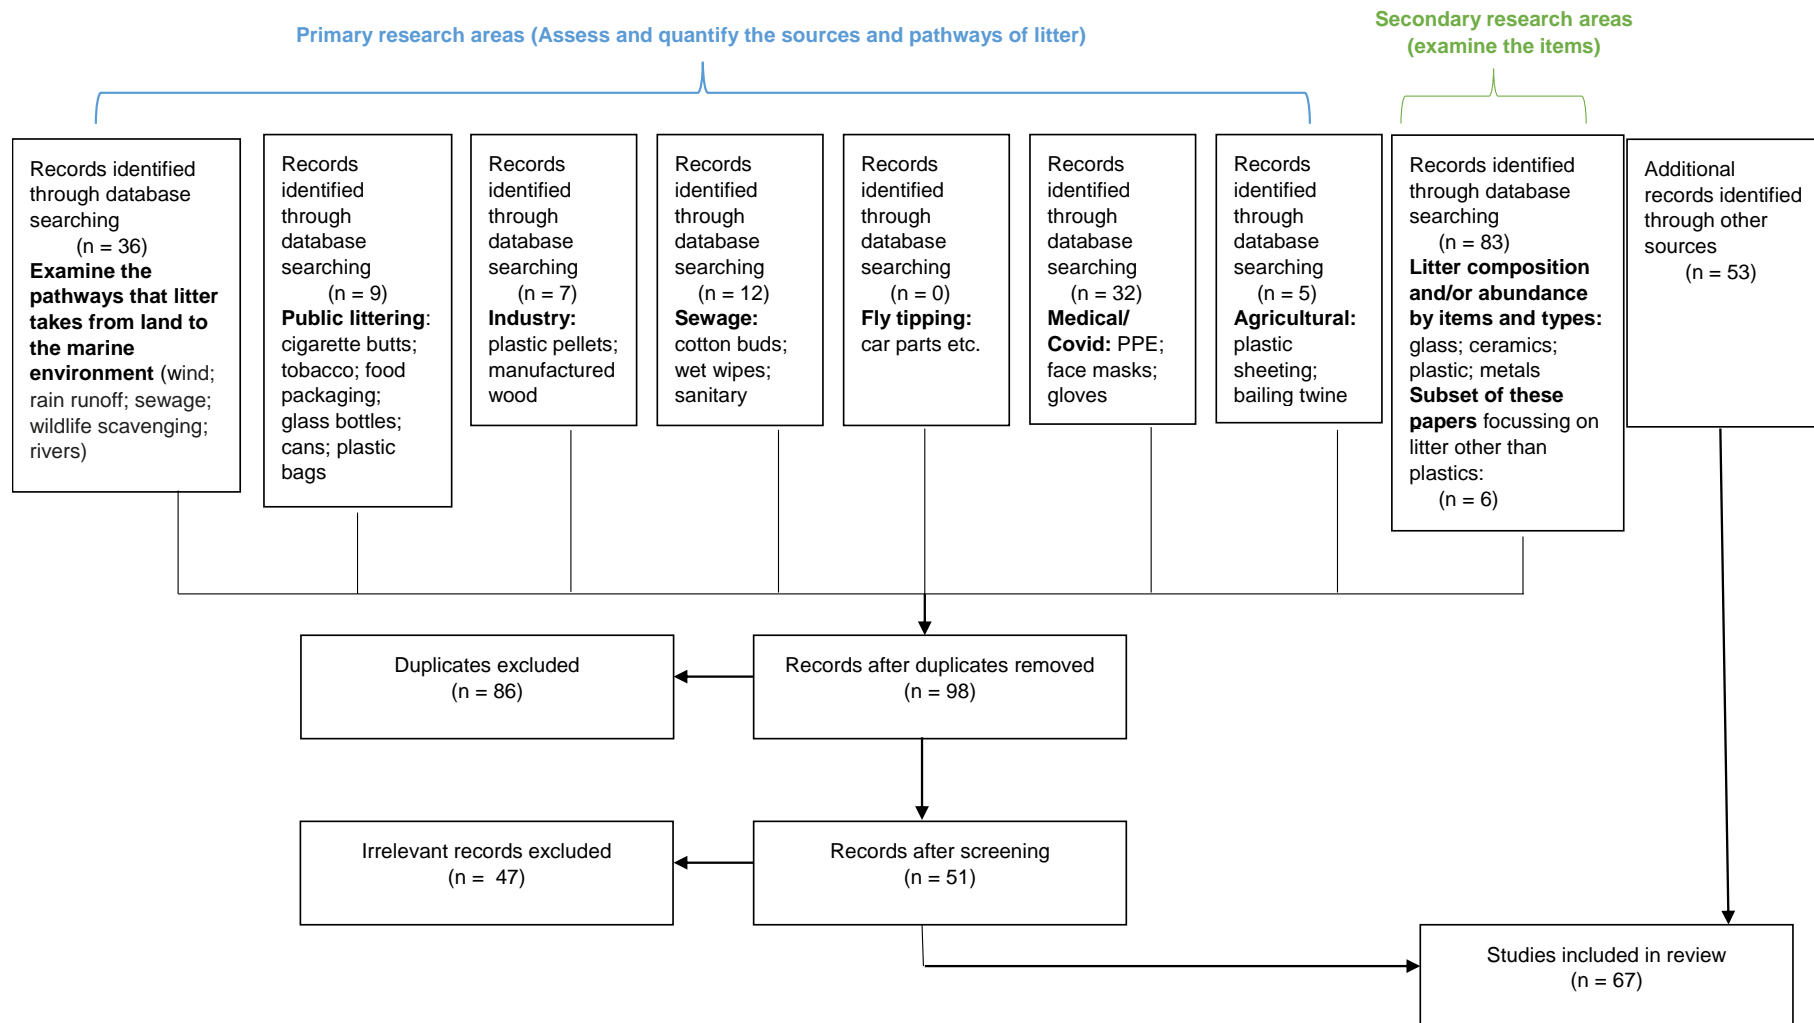 Primary research areas (Assess and quantify the sources and pathways of litter)
Secondary research areas
(examine the items)
Records identified
through database
searching
(n = 36)
Examine the
pathways that litter
takes from land to
the marine
environment (wind;
rain runoff; sewage;
wildlife scavenging;
rivers)
Records
identified
through
database
searching
(n = 9)
Public littering:
cigarette butts;
tobacco; food
packaging;
glass bottles;
cans; plastic
bags
Records
identified
through
database
searching
(n = 7)
Industry:
plastic pellets;
manufactured
wood
Records
identified
through
database
searching
(n = 12)
Sewage:
cotton buds;
wet wipes;
sanitary
Records
identified
through
database
searching
(n = 0)
Fly tipping:
car parts etc.
Records
identified
through
database
searching
(n = 32)
Medical/
Covid: PPE;
face masks;
gloves
Records
identified
through
database
searching
(n = 5)
Agricultural:
plastic
sheeting;
bailing twine
Records identified
through database
searching
(n = 83)
Litter composition
and/or abundance
by items and types:
glass; ceramics;
plastic; metals
Subset of these
papers focussing on
litter other than
plastics:
(n = 6)
Additional
records identified
through other
sources
(n = 53)
Duplicates excluded
(n = 86)
Records after duplicates removed
(n = 98)
Irrelevant records excluded
(n = 47)
Records after screening
(n = 51)
Studies included in review
(n = 67)